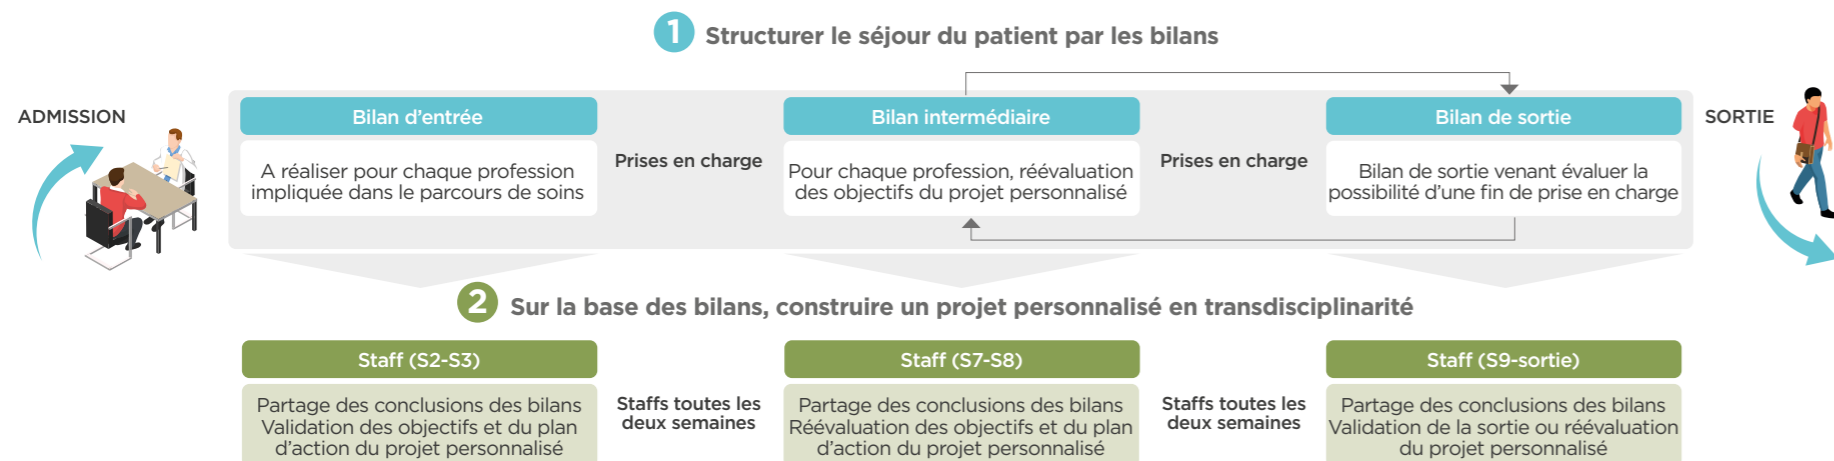 1 Structurer le séjour du patient par les bilans
ADMISSION
Bilan d'entrée
A réaliser pour chaque profession
impliquée dans le parcours de soins
Prises en charge
Bilan intermédiaire
Pour chaque profession, réévaluation
des objectifs du projet personnalisé
Prises en charge
Bilan de sortie
Bilan de sortie venant évaluer la
possibilité d'une fin de prise en charge
SORTIE
2 Sur la base des bilans, construire un projet personnalisé en transdisciplinarité
Staff (S2-S3)
Partage des conclusions des bilans
Validation des objectifs et du plan
d'action du projet personnalisé
Staffs toutes les
deux semaines
Staff (S7-S8)
Partage des conclusions des bilans
Réévaluation des objectifs et du plan
d'action du projet personnalisé
Staffs toutes les
deux semaines
Staff (S9-sortie)
Partage des conclusions des bilans
Validation de la sortie ou réévaluation
du projet personnalisé